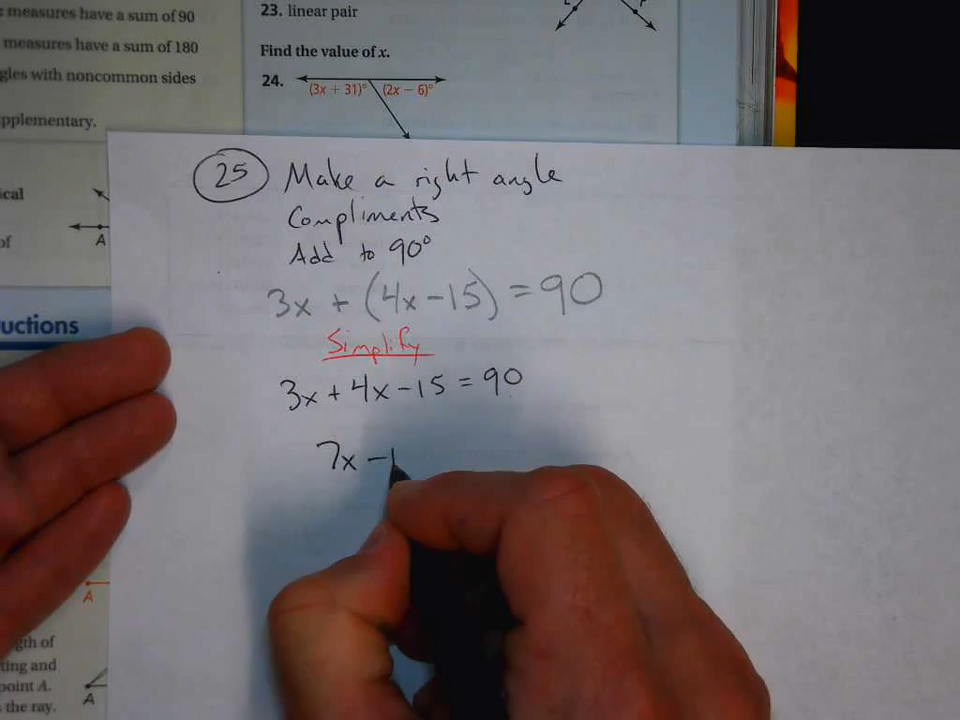 : measures have a sum of 90
measures have a sum of 180
gles with noncommon sides
pplementary.
ical
A
of
uctions
A
gth of
ting and
point A.
the ray.
A
23. linear pair
Find the value of x.
24.
(3x + 31)° (2x − 6)°
25 Make a right angle
Compliments
Add to 90°
3x + (4x−15) = 90
Simplify
3x + 4x − 15 = 90
7x − 1